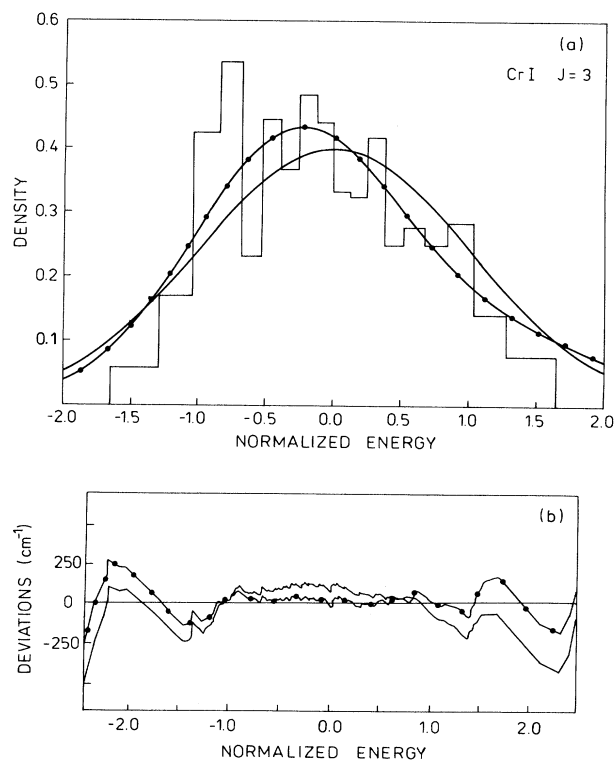 0.6
(a)
CrI J=3
0.5
0.4
0.3
0.2
0.1
DENSITY
-2.0 -1.5 -1.0 -0.5 0.0 0.5 1.0 1.5 2.0
NORMALIZED ENERGY
(b)
250
0
-250
DEVIATIONS (cm-1)
-2.0 -1.0 0.0 1.0 2.0
NORMALIZED ENERGY